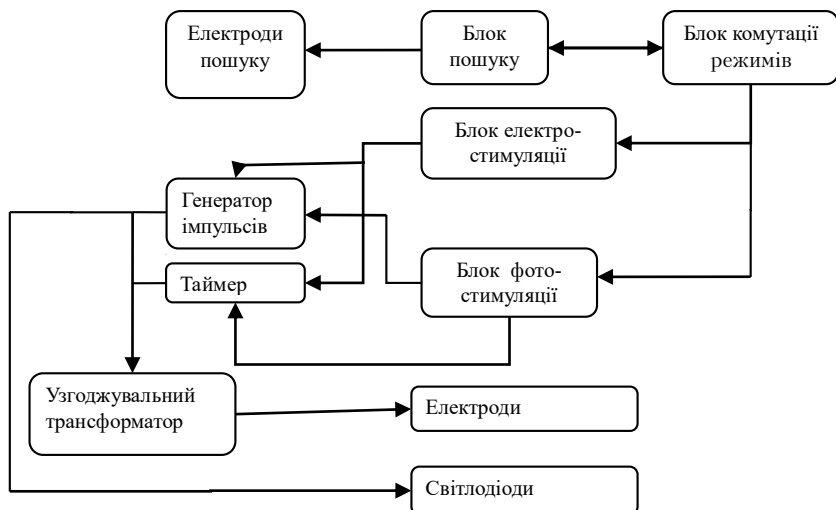 Електроди
пошуку
Блок
пошуку
Блок комутації
режимів
Блок електро-
стимуляції
Генератор
імпульсів
Таймер
Блок фото-
стимуляції
Узгоджувальний
трансформатор
Електроди
Світлодіоди